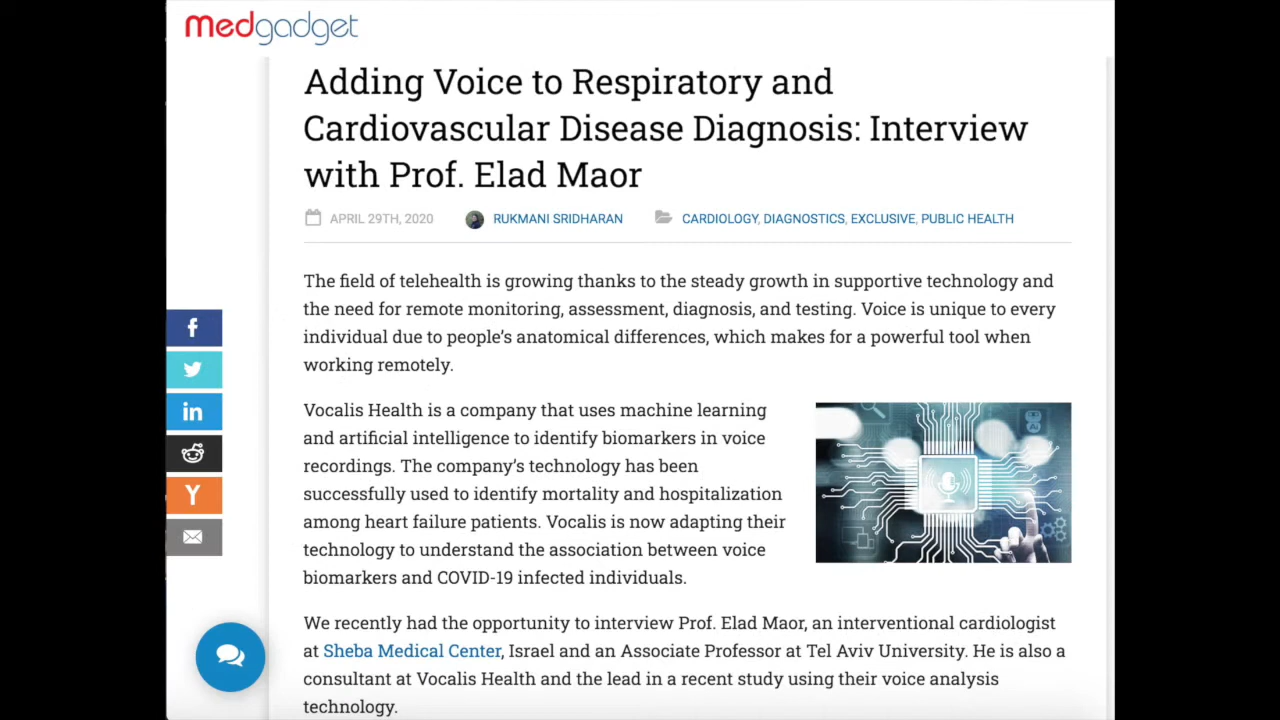 medgadget
Adding Voice to Respiratory and
Cardiovascular Disease Diagnosis: Interview
with Prof. Elad Maor
APRIL 29TH, 2020 RUKMANI SRIDHARAN CARDIOLOGY, DIAGNOSTICS, EXCLUSIVE, PUBLIC HEALTH
The field of telehealth is growing thanks to the steady growth in supportive technology and
the need for remote monitoring, assessment, diagnosis, and testing. Voice is unique to every
individual due to people's anatomical differences, which makes for a powerful tool when
working remotely.
Vocalis Health is a company that uses machine learning
and artificial intelligence to identify biomarkers in voice
recordings. The company's technology has been
successfully used to identify mortality and hospitalization
among heart failure patients. Vocalis is now adapting their
technology to understand the association between voice
biomarkers and COVID-19 infected individuals.
We recently had the opportunity to interview Prof. Elad Maor, an interventional cardiologist
at Sheba Medical Center, Israel and an Associate Professor at Tel Aviv University. He is also a
consultant at Vocalis Health and the lead in a recent study using their voice analysis
technology.